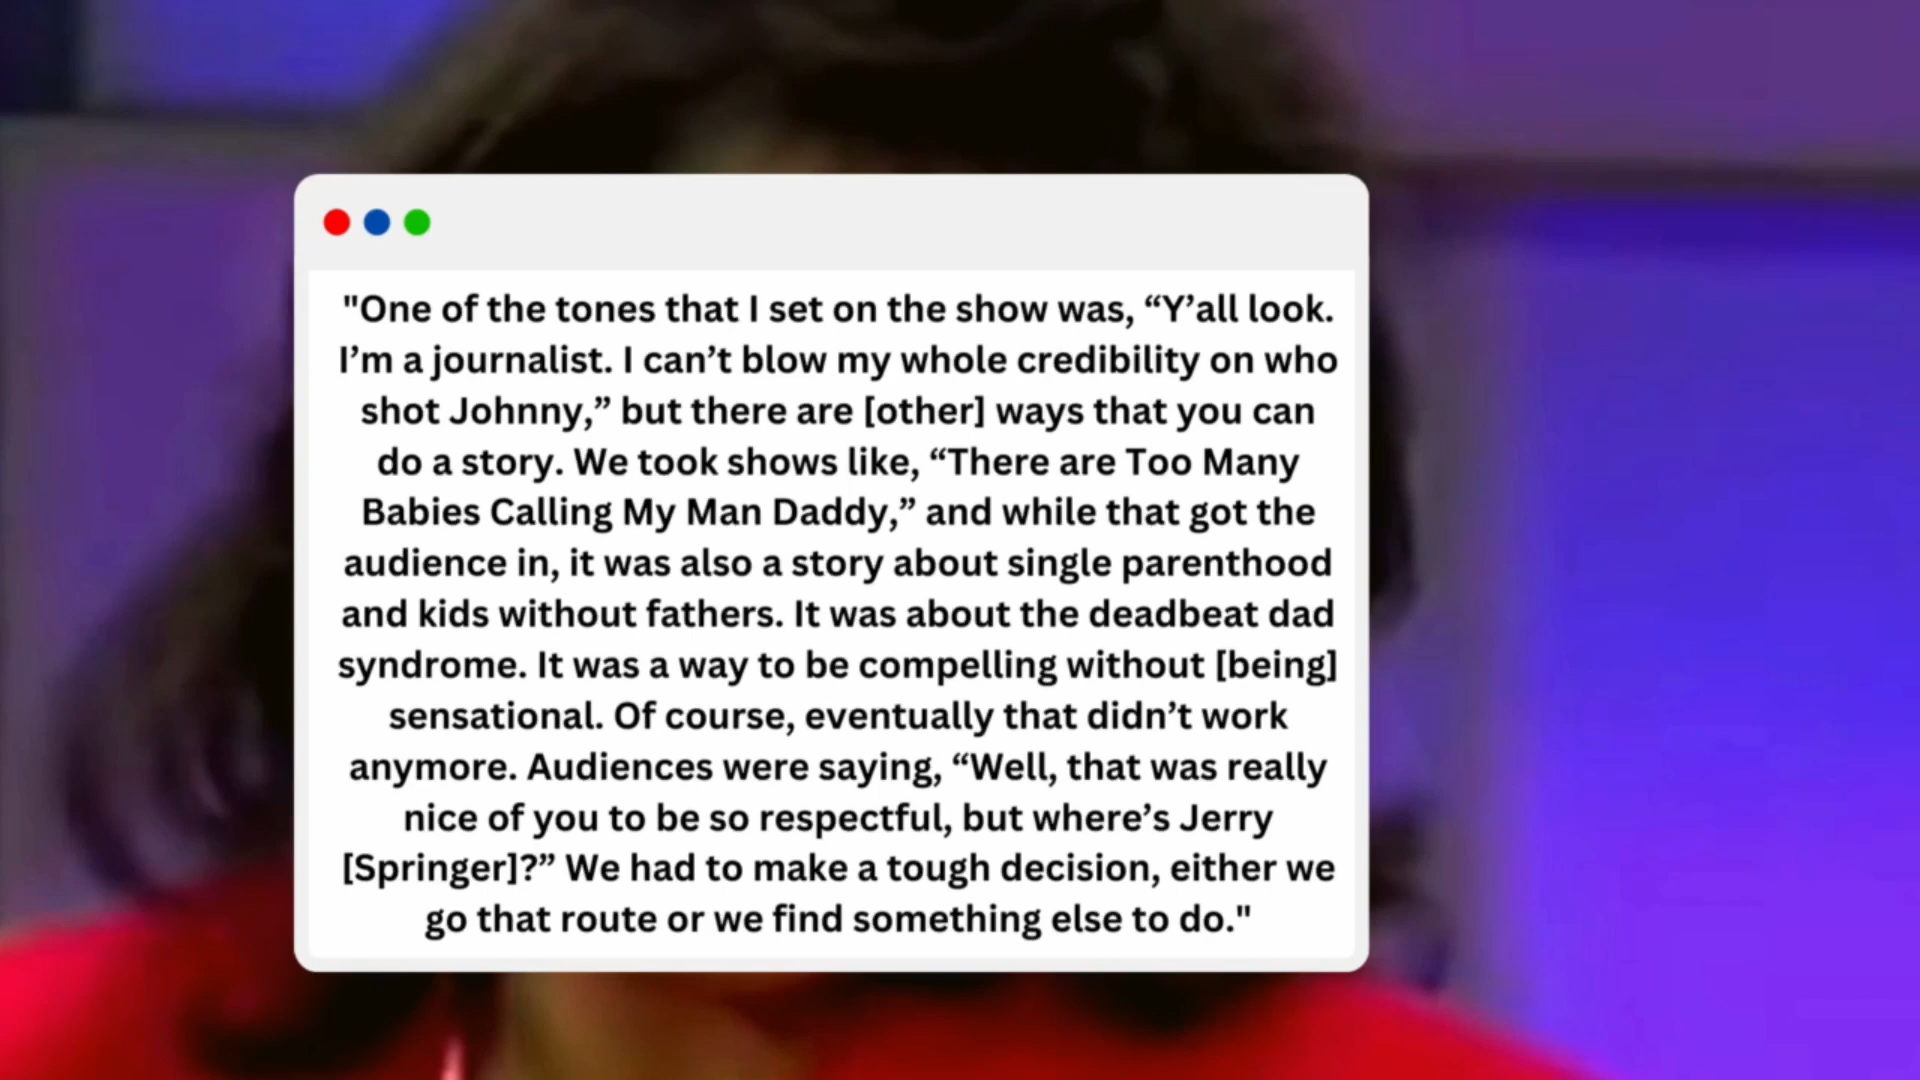 "One of the tones that I set on the show was, “Y’all look.
I’m a journalist. I can’t blow my whole credibility on who
shot Johnny,” but there are [other] ways that you can
do a story. We took shows like, “There are Too Many
Babies Calling My Man Daddy,” and while that got the
audience in, it was also a story about single parenthood
and kids without fathers. It was about the deadbeat dad
syndrome. It was a way to be compelling without [being]
sensational. Of course, eventually that didn’t work
anymore. Audiences were saying, “Well, that was really
nice of you to be so respectful, but where’s Jerry
[Springer]?” We had to make a tough decision, either we
go that route or we find something else to do."